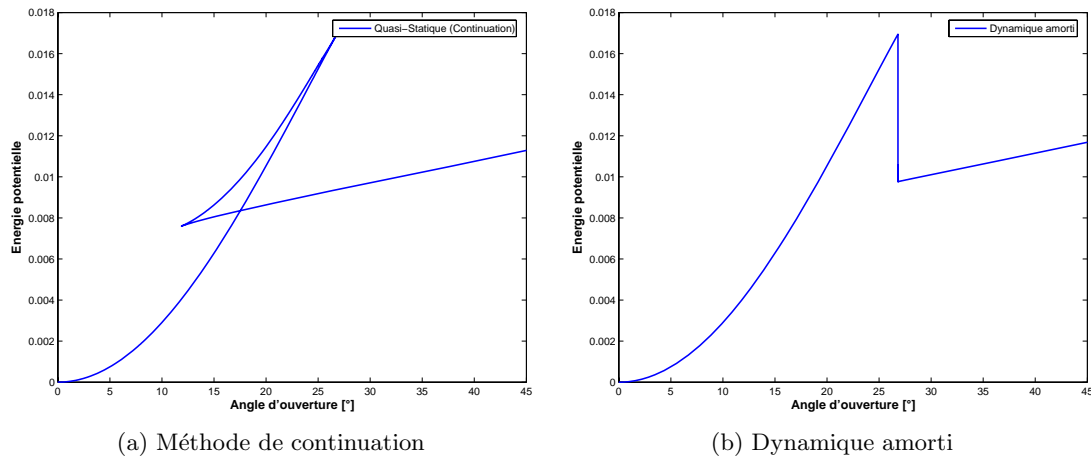 0.018
0.016
0.014
0.012
0.01
0.008
0.006
0.004
0.002
0
Energie potentielle
Quasi−Statique (Continuation)
0 5 10 15 20 25 30 35 40 45
Angle d'ouverture [°]
(a) Méthode de continuation
0.018
0.016
0.014
0.012
0.01
0.008
0.006
0.004
0.002
0
Energie potentielle
Dynamique amorti
0 5 10 15 20 25 30 35 40 45
Angle d'ouverture [°]
(b) Dynamique amorti